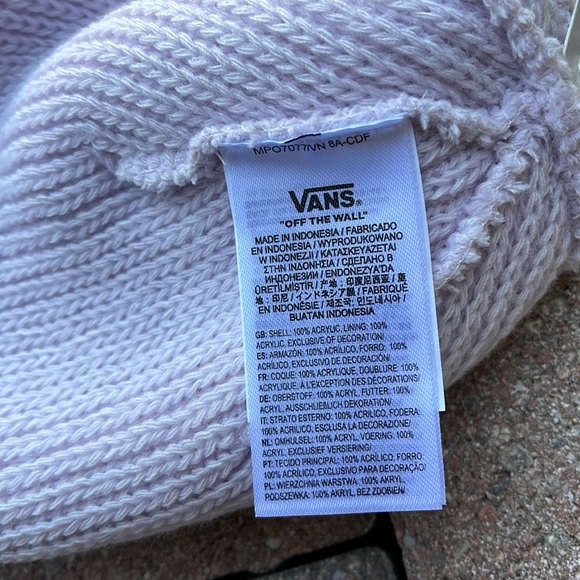 VANS®
"OFF THE WALL"
MADE IN INDONESIA / FABRICADO
EN INDONESIA / WYPRODUKOWANO
W INDONEZJI / ΚΑΤΑΣΚΕΥΑΖΕΤΑΙ
ΣΤΗΝ ΙΝΔΟΝΗΣΙΑ / СДЕЛАНО В
ИНДОНЕЗИИ / ENDONEZYA'DA
ÜRETİLMİŞTİR / 产地：印度尼西亚 / 產
地：印尼 / インドネシア製 / FABRIQUÉ
EN INDONÉSIE / 제조국: 인도네시아 /
BUATAN INDONESIA
GB: SHELL: 100% ACRYLIC, LINING: 100%
ACRYLIC, EXCLUSIVE OF DECORATION/
ES: ARMAZÓN: 100% ACRÍLICO, FORRO: 100%
ACRÍLICO, EXCLUSIVO DE DECORACIÓN/
FR: COQUE: 100% ACRYLIQUE, DOUBLURE: 100%
ACRYLIQUE, À L'EXCEPTION DES DÉCORATIONS/
DE: OBERSTOFF: 100% ACRYL, FUTTER: 100%
ACRYL, AUSSCHLIEßLICH DEKORATION/
IT: STRATO ESTERNO: 100% ACRILICO, FODERA:
100% ACRILICO, ESCLUSA LA DECORAZIONE/
NL: OMHULSEL: 100% ACRYL, VOERING: 100%
ACRYL, EXCLUSIEF VERSIERING/
PT: TECIDO PRINCIPAL: 100% ACRÍLICO, FORRO:
100% ACRÍLICO, EXCLUSIVO PARA DECORAÇÃO/
PL: WIERZCHNIA WARSTWA: 100% AKRYL,
PODSZEWKA: 100% AKRYL, BEZ ZDOBIEŃ/